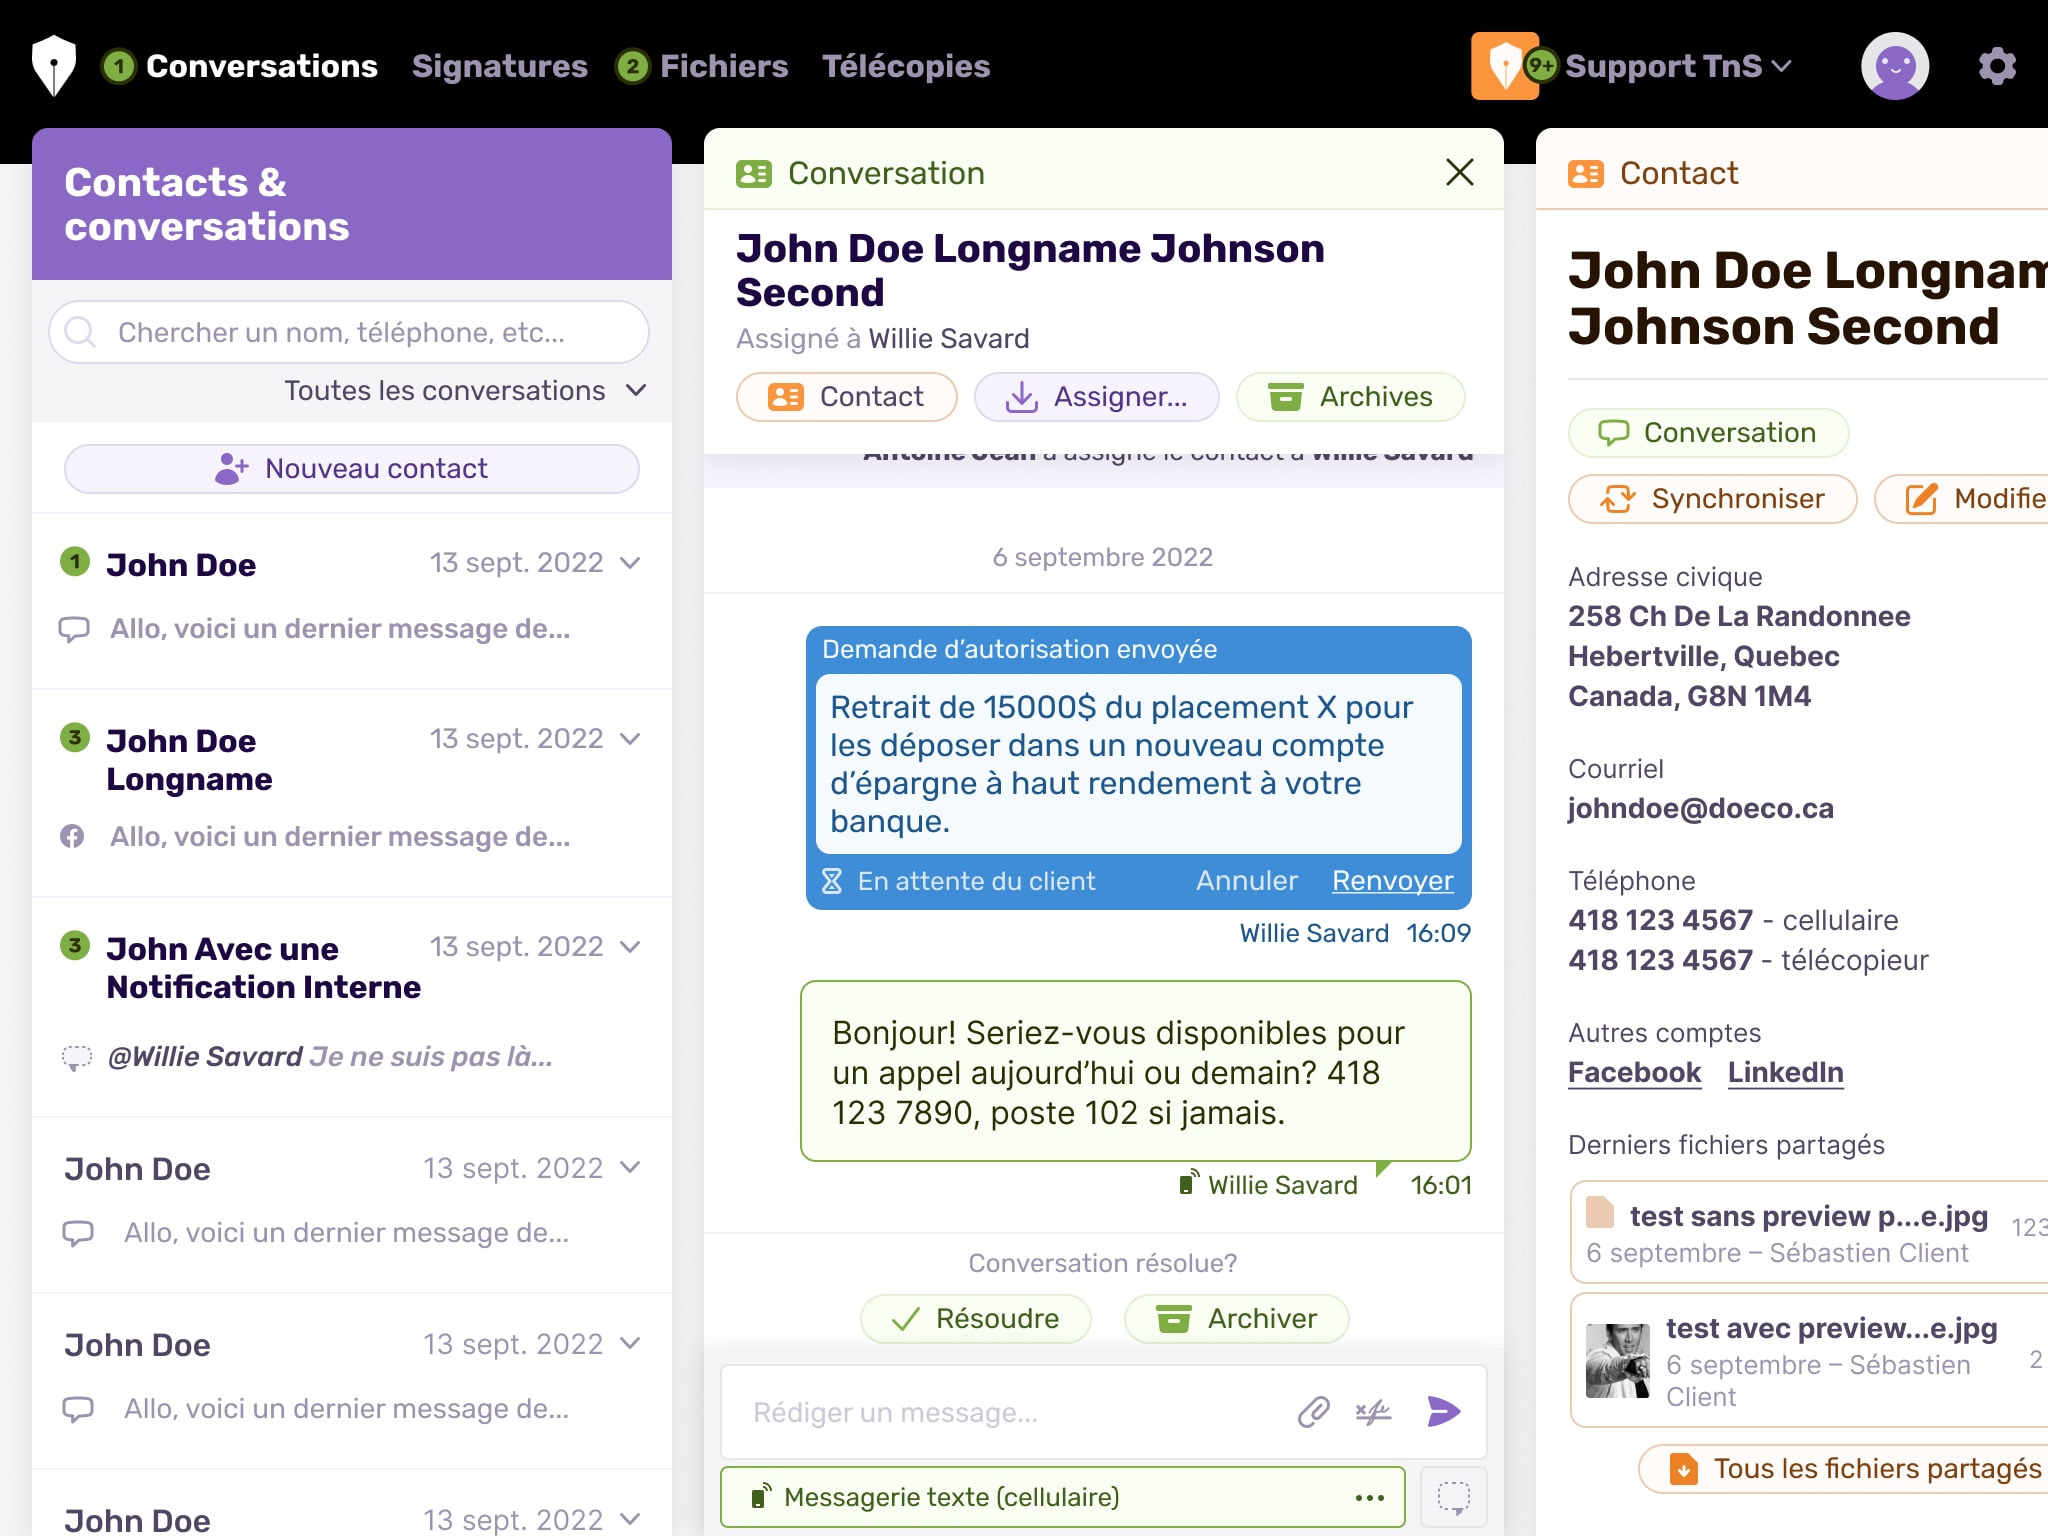 1 Conversations Signatures 2 Fichiers Télécopies 9+ Support TnS
Contacts &
conversations
Chercher un nom, téléphone, etc...
Toutes les conversations
Nouveau contact
1 John Doe 13 sept. 2022
Allo, voici un dernier message de...
3 John Doe 13 sept. 2022
Longname
Allo, voici un dernier message de...
3 John Avec une 13 sept. 2022
Notification Interne
@Willie Savard Je ne suis pas là...
John Doe 13 sept. 2022
Allo, voici un dernier message de...
John Doe 13 sept. 2022
Allo, voici un dernier message de...
John Doe 13 sept. 2022
Conversation
John Doe Longname Johnson
Second
Assigné à Willie Savard
Contact Assigner... Archives
Antoine Jean a assigné le contact à Willie Savard
6 septembre 2022
Demande d’autorisation envoyée
Retrait de 15000$ du placement X pour
les déposer dans un nouveau compte
d’épargne à haut rendement à votre
banque.
En attente du client Annuler Renvoyer
Willie Savard 16:09
Bonjour! Seriez-vous disponibles pour
un appel aujourd’hui ou demain? 418
123 7890, poste 102 si jamais.
Willie Savard 16:01
Conversation résolue?
Résoudre Archiver
Rédiger un message...
Messagerie texte (cellulaire)
Contact
John Doe Longnam
Johnson Second
Conversation
Synchroniser Modifie
Adresse civique
258 Ch De La Randonnee
Hebertville, Quebec
Canada, G8N 1M4
Courriel
johndoe@doeco.ca
Téléphone
418 123 4567 - cellulaire
418 123 4567 - télécopieur
Autres comptes
Facebook LinkedIn
Derniers fichiers partagés
test sans preview p...e.jpg 123
6 septembre – Sébastien Client
test avec preview...e.jpg
6 septembre – Sébastien 2
Client
Tous les fichiers partagés